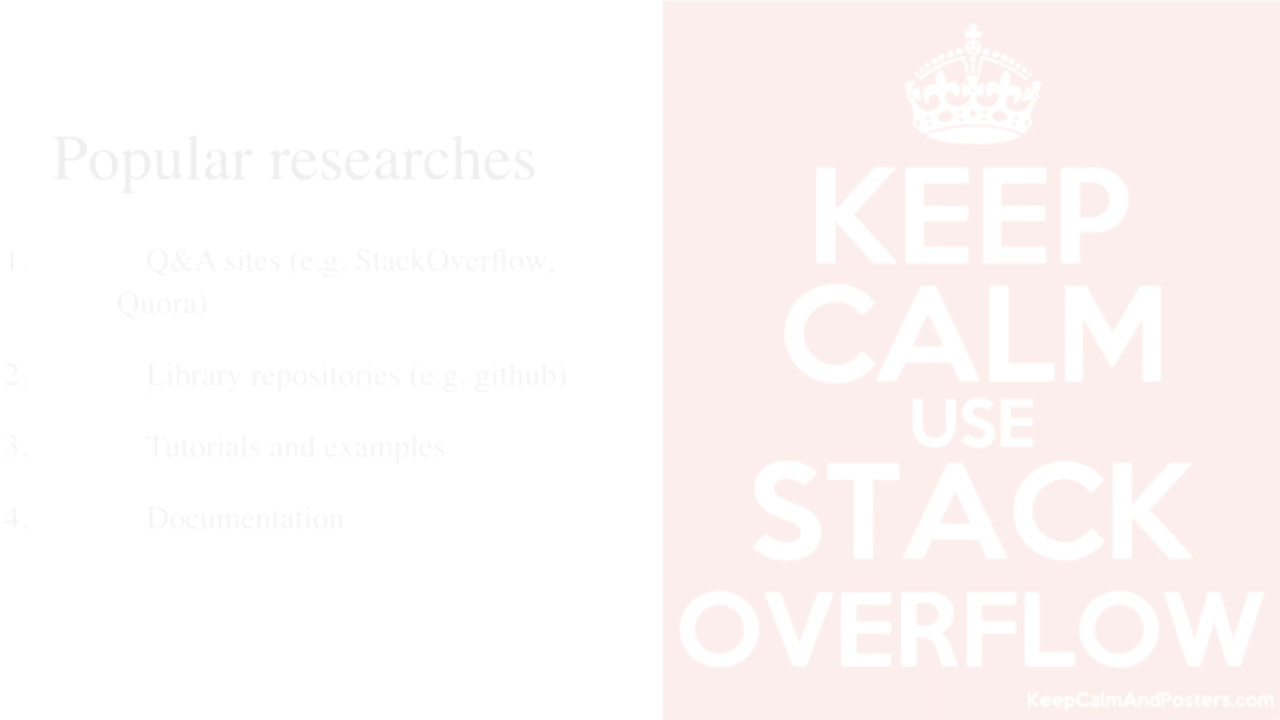 Popular researches
1. Q&A sites (e.g. StackOverflow,
Quora)
2. Library repositories (e.g. github)
3. Tutorials and examples
4. Documentation
KEEP
CALM
USE
STACK
OVERFLOW
KeepCalmAndPosters.com